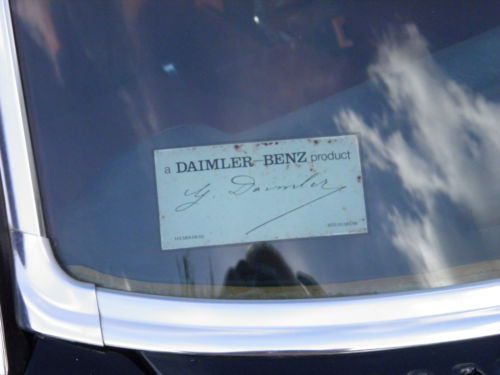 a DAIMLER-BENZ product
G. Daimler